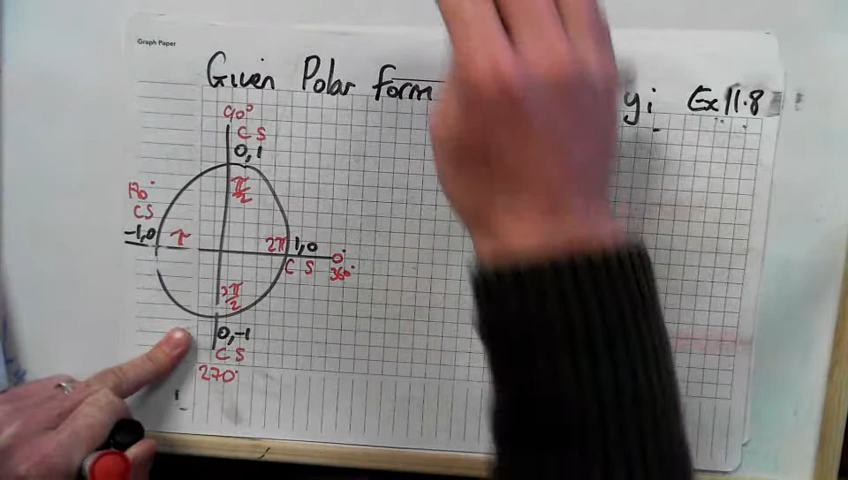 Graph Paper
Given Polar form yi Ex 11.8
90°
C S
0, 1
π/2
180°
C S
-1, 0
π
2π
1, 0
0°
C S
360°
3π/2
0, -1
C S
270°